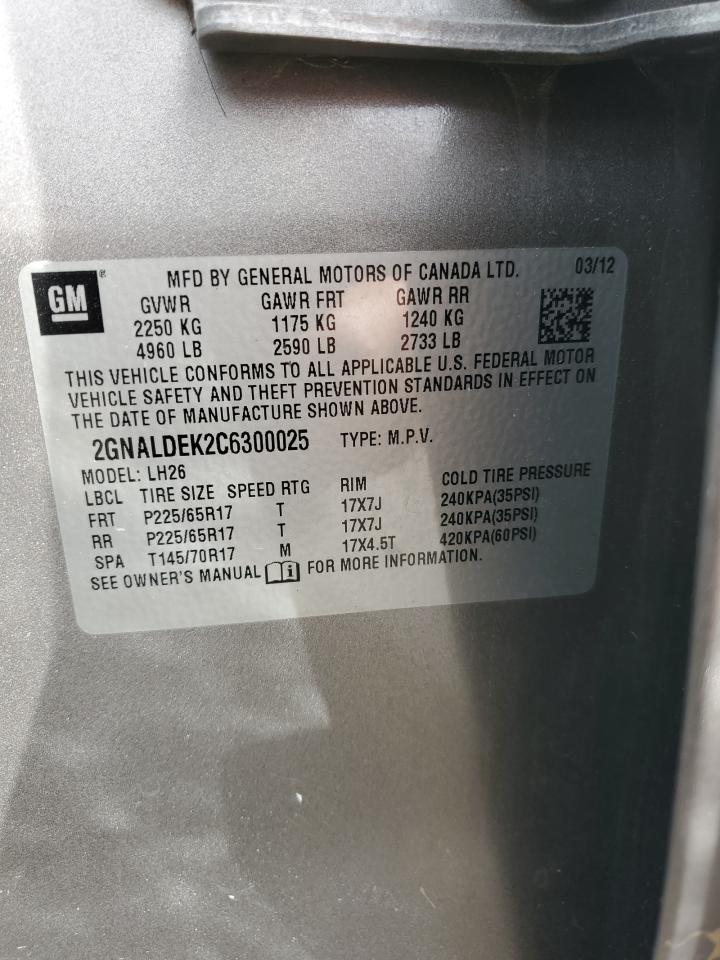 GM ® MFD BY GENERAL MOTORS OF CANADA LTD. 03/12
GVWR GAWR FRT GAWR RR
2250 KG 1175 KG 1240 KG
4960 LB 2590 LB 2733 LB
THIS VEHICLE CONFORMS TO ALL APPLICABLE U.S. FEDERAL MOTOR
VEHICLE SAFETY AND THEFT PREVENTION STANDARDS IN EFFECT ON
THE DATE OF MANUFACTURE SHOWN ABOVE.
2GNALDEK2C6300025 TYPE: M.P.V.
MODEL: LH26
LBCL TIRE SIZE SPEED RTG RIM COLD TIRE PRESSURE
FRT P225/65R17 T 17X7J 240KPA(35PSI)
RR P225/65R17 T 17X7J 240KPA(35PSI)
SPA T145/70R17 M 17X4.5T 420KPA(60PSI)
SEE OWNER'S MANUAL i FOR MORE INFORMATION.